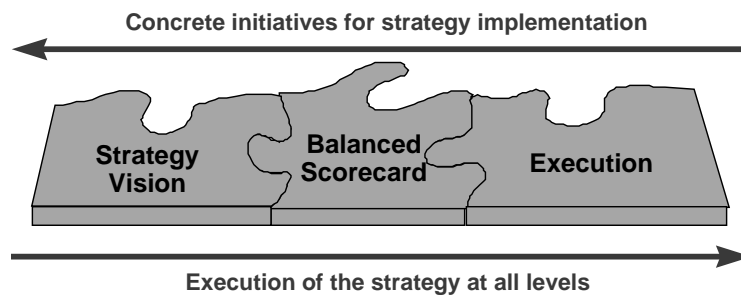 Concrete initiatives for strategy implementation
Strategy
Vision
Balanced
Scorecard
Execution
Execution of the strategy at all levels